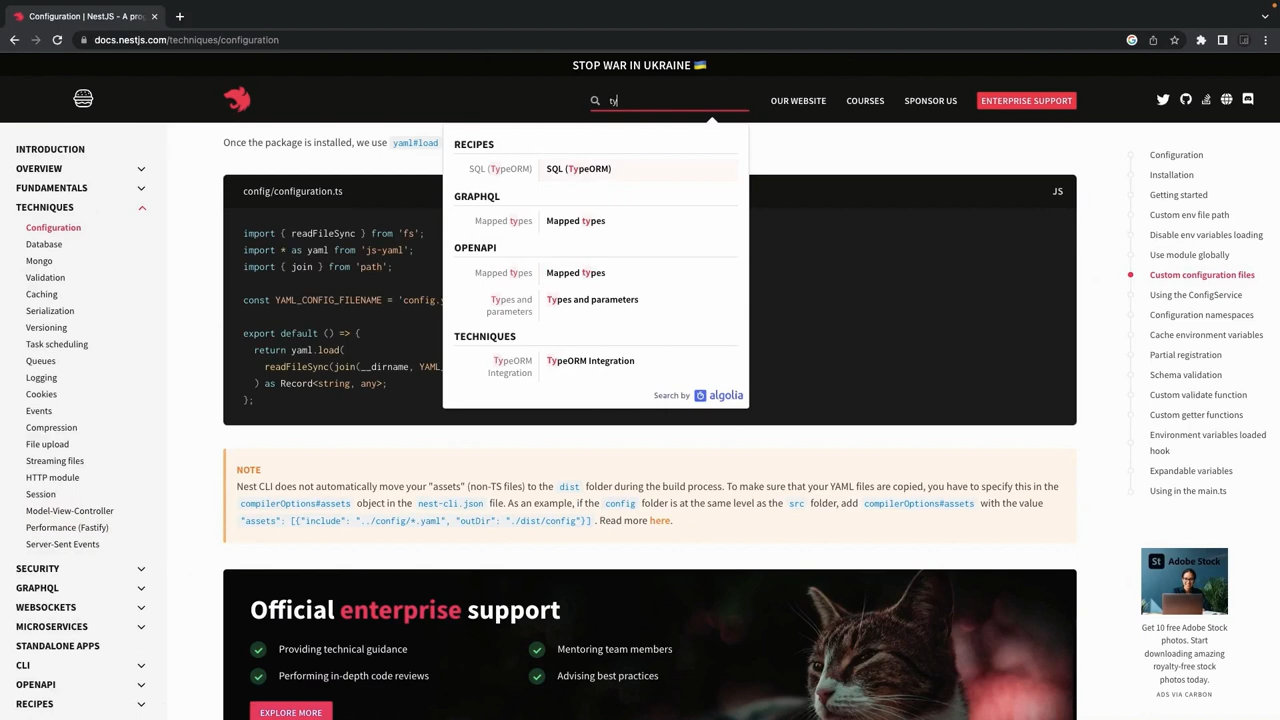 Configuration | NestJS - A pro
docs.nestjs.com/techniques/configuration
STOP WAR IN UKRAINE 🇺🇦
ty
OUR WEBSITE
COURSES
SPONSOR US
ENTERPRISE SUPPORT
INTRODUCTION
OVERVIEW
FUNDAMENTALS
TECHNIQUES
Configuration
Database
Mongo
Validation
Caching
Serialization
Versioning
Task scheduling
Queues
Logging
Cookies
Events
Compression
File upload
Streaming files
HTTP module
Session
Model-View-Controller
Performance (Fastify)
Server-Sent Events
SECURITY
GRAPHQL
WEBSOCKETS
MICROSERVICES
STANDALONE APPS
CLI
OPENAPI
RECIPES
Once the package is installed, we use yaml#load
config/configuration.ts
JS
import { readFileSync } from 'fs';
import * as yaml from 'js-yaml';
import { join } from 'path';
const YAML_CONFIG_FILENAME = 'config.y
export default () => {
return yaml.load(
readFileSync(join(__dirname, YAML_
) as Record<string, any>;
};
RECIPES
SQL (TypeORM) SQL (TypeORM)
GRAPHQL
Mapped types Mapped types
OPENAPI
Mapped types Mapped types
Types and parameters Types and parameters
TECHNIQUES
TypeORM Integration TypeORM Integration
Search by algolia
NOTE
Nest CLI does not automatically move your "assets" (non-TS files) to the dist folder during the build process. To make sure that your YAML files are copied, you have to specify this in the
compilerOptions#assets object in the nest-cli.json file. As an example, if the config folder is at the same level as the src folder, add compilerOptions#assets with the value
"assets": [{"include": "../config/*.yaml", "outDir": "./dist/config"}] . Read more here.
Official enterprise support
Providing technical guidance
Mentoring team members
Performing in-depth code reviews
Advising best practices
EXPLORE MORE
Configuration
Installation
Getting started
Custom env file path
Disable env variables loading
Use module globally
Custom configuration files
Using the ConfigService
Configuration namespaces
Cache environment variables
Partial registration
Schema validation
Custom validate function
Custom getter functions
Environment variables loaded
hook
Expandable variables
Using in the main.ts
St Adobe Stock
Get 10 free Adobe Stock
photos. Start
downloading amazing
royalty-free stock
photos today.
ADS VIA CARBON